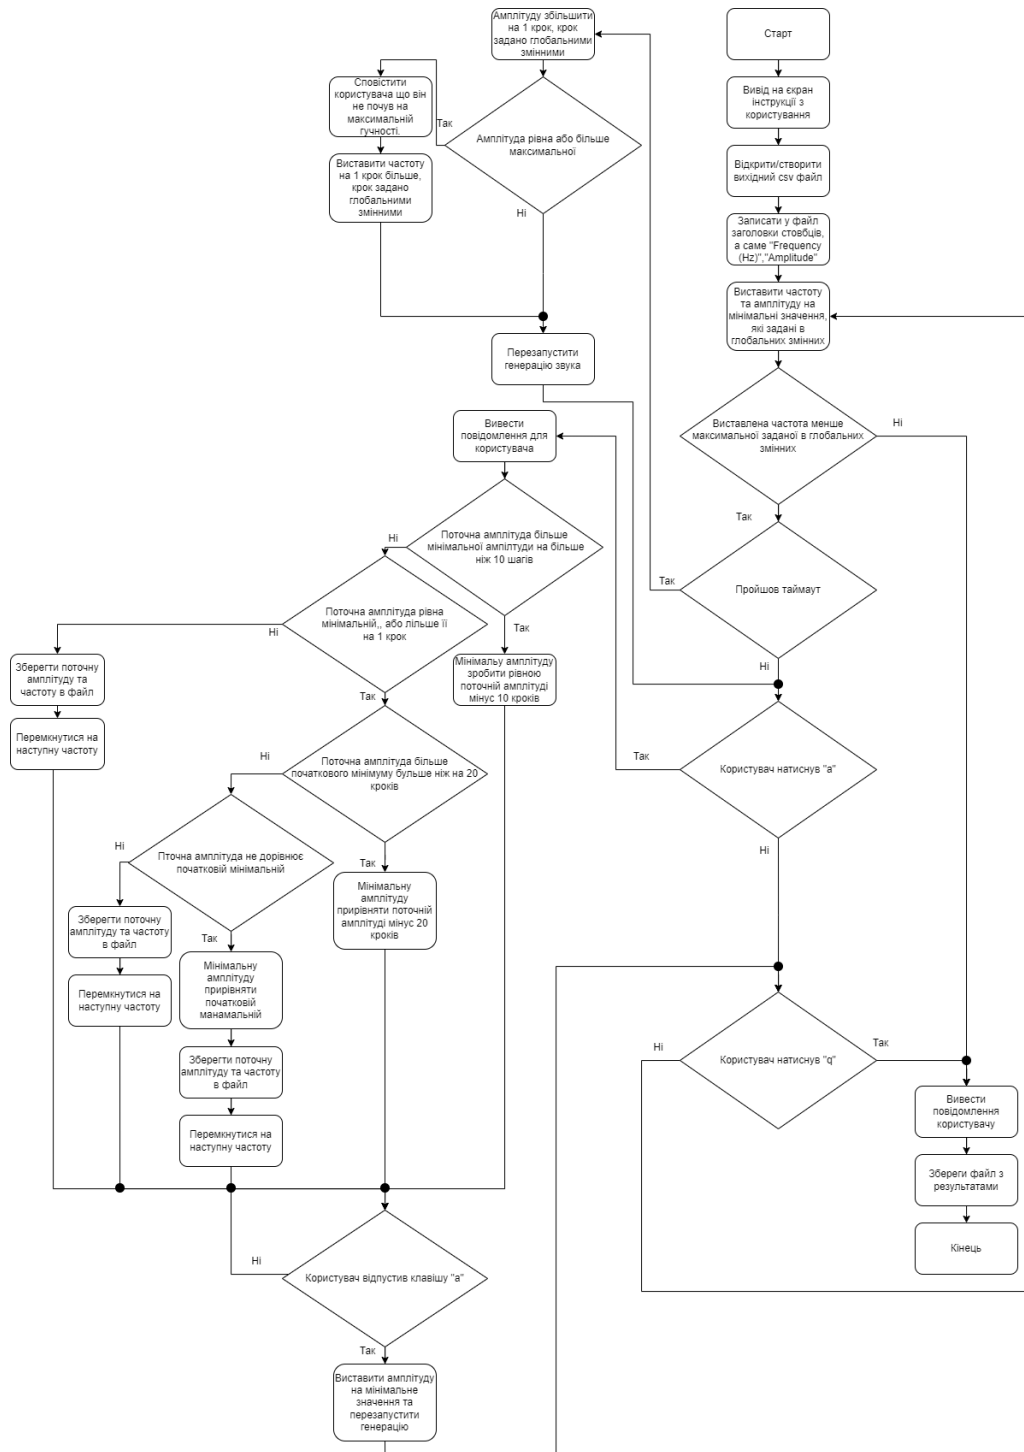 Старт
Вивід на єкран
інструкції з
користування
Відкрити/створити
вихідний csv файл
Записати у файл
заголовки стовбців,
а саме "Frequency
(Hz)","Amplitude"
Виставити частоту
та амплітуду на
мінімальні значення,
які задані в
глобальних змінних
Виставлена частота менше
максимальної заданої в глобальних
змінних
Ні
Так
Пройшов таймаут
Так
Ні
Амплітуду збільшити
на 1 крок, крок
задано глобальними
змінними
Амплітуда рівна або більше
максимальної
Так
Ні
Сповістити
користувача що він
не почув на
максимальній
гучності.
Виставити частоту
на 1 крок більше,
крок задано
глобальними
змінними
Перезапустити
генерацію звука
Користувач натиснув "a"
Так
Ні
Вивести
повідомлення для
користувача
Поточна амплітуда більше
мінімальної ампілтуди на більше
ніж 10 шагів
Ні
Так
Мінімальу амплітуду
зробити рівною
поточній амплітуді
мінус 10 кроків
Поточна амплітуда рівна
мінімальній,, або лільше її
на 1 крок
Ні
Так
Зберегти поточну
амплітуду та
частоту в файл
Перемкнутися на
наступну частоту
Поточна амплітуда більше
початкового мінімуму бульше ніж на 20
кроків
Ні
Так
Мінімальну
амплітуду
прирівняти поточній
амплітуді мінус 20
кроків
Пточна амплітуда не дорівнює
початковій мінімальній
Ні
Так
Зберегти поточну
амплітуду та частоту
в файл
Перемкнутися на
наступну частоту
Мінімальну
амплітуду
прирівняти
початковій
манамальній
Зберегти поточну
амплітуду та частоту
в файл
Перемкнутися на
наступну частоту
Користувач відпустив клавішу "a"
Ні
Так
Виставити амплітуду
на мінімальне
значення та
перезапустити
генерацію
Користувач натиснув "q"
Ні
Так
Вивести
повідомлення
користувачу
Збереги файл з
результатами
Кінець